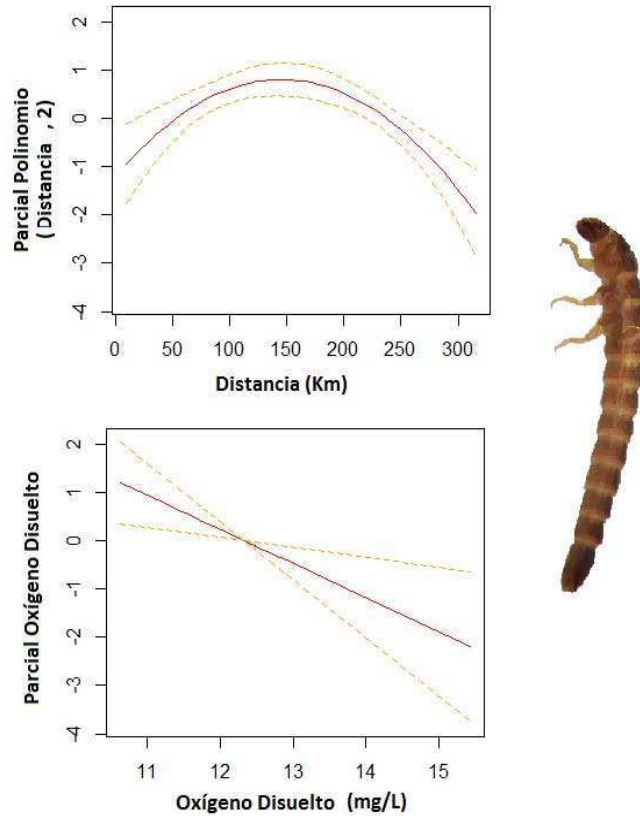 Parcial Polinomio
(Distancia , 2)
2
1
0
-1
-2
-3
-4
0 50 100 150 200 250 300
Distancia (Km)
Parcial Oxígeno Disuelto
2
1
0
-1
-2
-3
-4
11 12 13 14 15
Oxígeno Disuelto (mg/L)